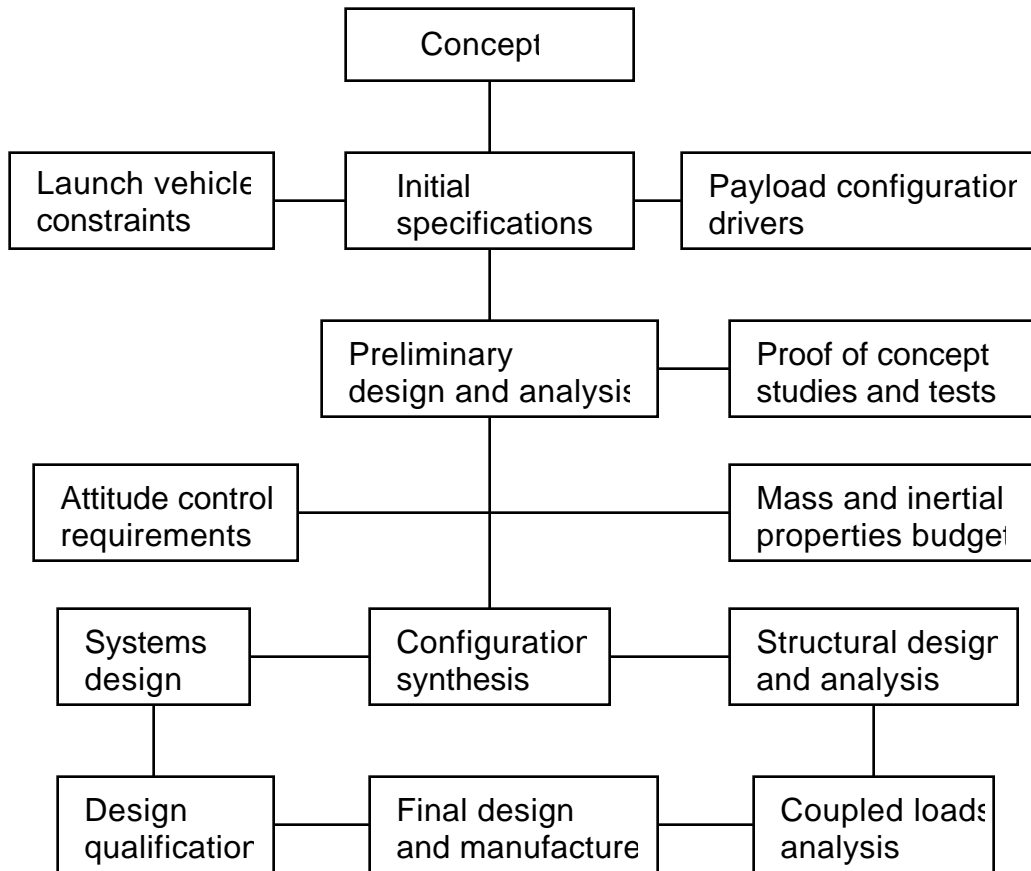 Concept
Launch vehicle
constraints
Initial
specifications
Payload configuration
drivers
Preliminary
design and analysis
Proof of concept
studies and tests
Attitude control
requirements
Mass and inertial
properties budget
Systems
design
Configuration
synthesis
Structural design
and analysis
Design
qualification
Final design
and manufacture
Coupled loads
analysis